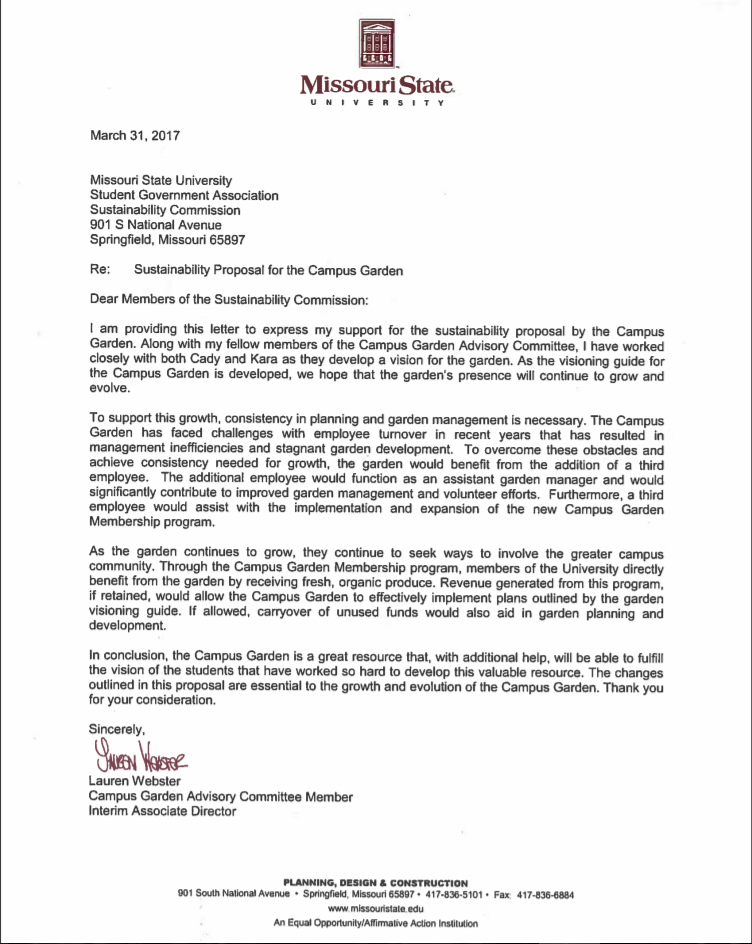 Missouri State
UNIVERSITY
March 31, 2017
Missouri State University
Student Government Association
Sustainability Commission
901 S National Avenue
Springfield, Missouri 65897
Re: Sustainability Proposal for the Campus Garden
Dear Members of the Sustainability Commission:
I am providing this letter to express my support for the sustainability proposal by the Campus
Garden. Along with my fellow members of the Campus Garden Advisory Committee, I have worked
closely with both Cady and Kara as they develop a vision for the garden. As the visioning guide for
the Campus Garden is developed, we hope that the garden's presence will continue to grow and
evolve.
To support this growth, consistency in planning and garden management is necessary. The Campus
Garden has faced challenges with employee turnover in recent years that has resulted in
management inefficiencies and stagnant garden development. To overcome these obstacles and
achieve consistency needed for growth, the garden would benefit from the addition of a third
employee. The additional employee would function as an assistant garden manager and would
significantly contribute to improved garden management and volunteer efforts. Furthermore, a third
employee would assist with the implementation and expansion of the new Campus Garden
Membership program.
As the garden continues to grow, they continue to seek ways to involve the greater campus
community. Through the Campus Garden Membership program, members of the University directly
benefit from the garden by receiving fresh, organic produce. Revenue generated from this program,
if retained, would allow the Campus Garden to effectively implement plans outlined by the garden
visioning guide. If allowed, carryover of unused funds would also aid in garden planning and
development.
In conclusion, the Campus Garden is a great resource that, with additional help, will be able to fulfill
the vision of the students that have worked so hard to develop this valuable resource. The changes
outlined in this proposal are essential to the growth and evolution of the Campus Garden. Thank you
for your consideration.
Sincerely,
Lauren Webster
Lauren Webster
Campus Garden Advisory Committee Member
Interim Associate Director
PLANNING, DESIGN & CONSTRUCTION
901 South National Avenue • Springfield, Missouri 65897 • 417-836-5101 • Fax: 417-836-6884
www.missouristate.edu
An Equal Opportunity/Affirmative Action Institution